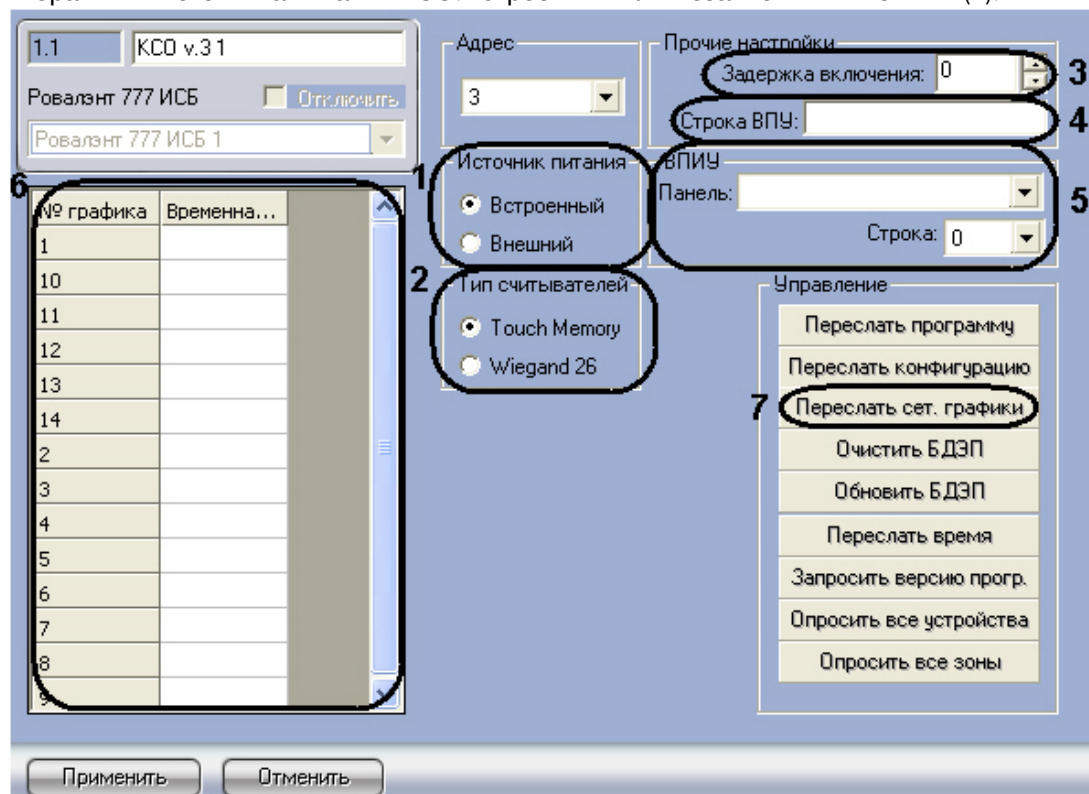 1.1 КСО v.3 1
Ровалэнт 777 ИСБ Отключить
Ровалэнт 777 ИСБ 1
6
№ графика Временна...
1
10
11
12
13
14
2
3
4
5
6
7
8
9
Адрес
3
1
Источник питания
Встроенный
Внешний
2
Тип считывателей
Touch Memory
Wiegand 26
Прочие настройки
Задержка включения: 0 3
Строка ВПУ: 4
ВПИУ
Панель: 5
Строка: 0
Управление
Переслать программу
Переслать конфигурацию
7 Переслать сет. графики
Очистить БДЭП
Обновить БДЭП
Переслать время
Запросить версию прогр.
Опросить все устройства
Опросить все зоны
Применить Отменить